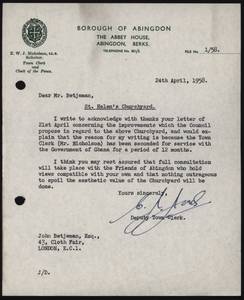 BOROUGH OF ABINGDON
THE ABBEY HOUSE,
ABINGDON, BERKS.
E. W. J. Nicholson, LL.B.
Solicitor.
Town Clerk
and
Clerk of the Peace.
FILE No. 1/58.
24th April, 1958.
Dear Mr. Betjeman,
St. Helen's Churchyard.
I write to acknowledge with thanks your letter of
21st April concerning the improvements which the Council
propose in regard to the above Churchyard, and would
explain that the reason for my writing is because the Town
Clerk (Mr. Nicholson) has been seconded for service with
the Government of Ghana for a period of 12 months.
I think you may rest assured that full consultation
will take place with the Friends of Abingdon who hold
views compatible with your own and that nothing outrageous
to spoil the aesthetic value of the Churchyard will be
done.
Yours sincerely,
Deputy Town Clerk.
John Betjeman, Esq.,
43, Cloth Fair,
LONDON, E.C.1.